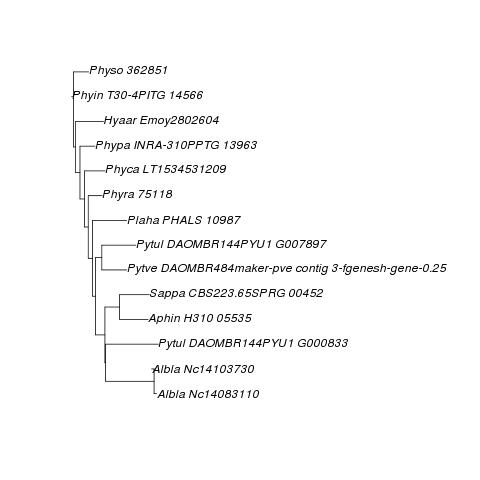 Physo 362851
Phyin T30-4PITG 14566
Hyaar Emoy2802604
Phypa INRA-310PPTG 13963
Phyca LT1534531209
Phyra 75118
Plaha PHALS 10987
Pytul DAOMBR144PYU1 G007897
Pytve DAOMBR484maker-pve contig 3-fgenesh-gene-0.25
Sappa CBS223.65SPRG 00452
Aphin H310 05535
Pytul DAOMBR144PYU1 G000833
Albla Nc14103730
Albla Nc14083110